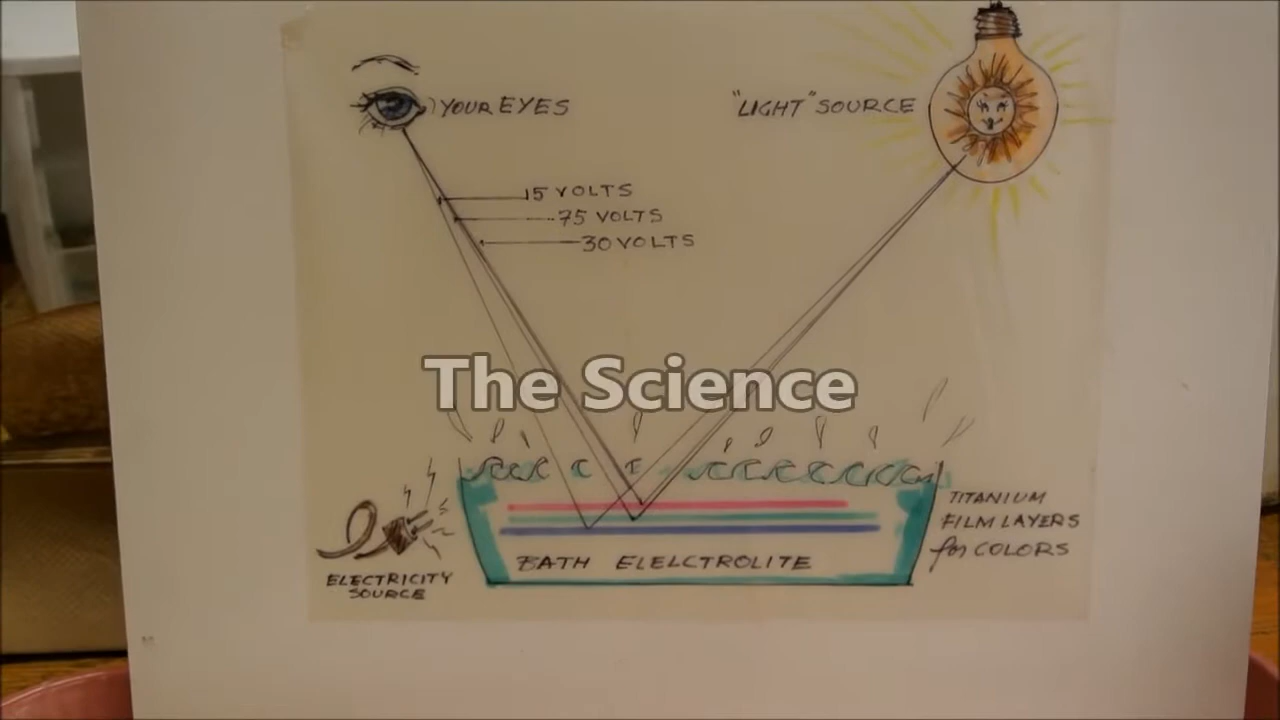 YOUR EYES
"LIGHT" SOURCE
15 VOLTS
75 VOLTS
30 VOLTS
The Science
TITANIUM
FILM LAYERS
for COLORS
BATH ELELCTROLITE
ELECTRICITY
SOURCE